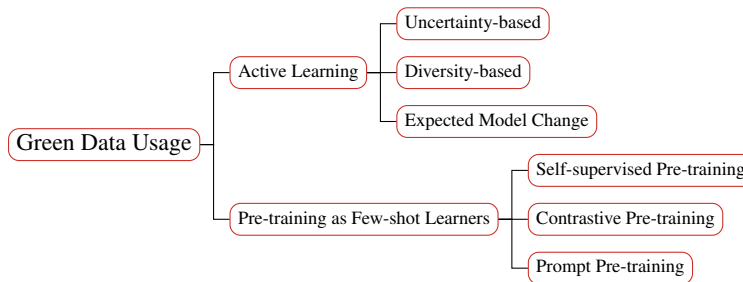 Uncertainty-based
Active Learning
Diversity-based
Expected Model Change
Green Data Usage
Self-supervised Pre-training
Pre-training as Few-shot Learners
Contrastive Pre-training
Prompt Pre-training